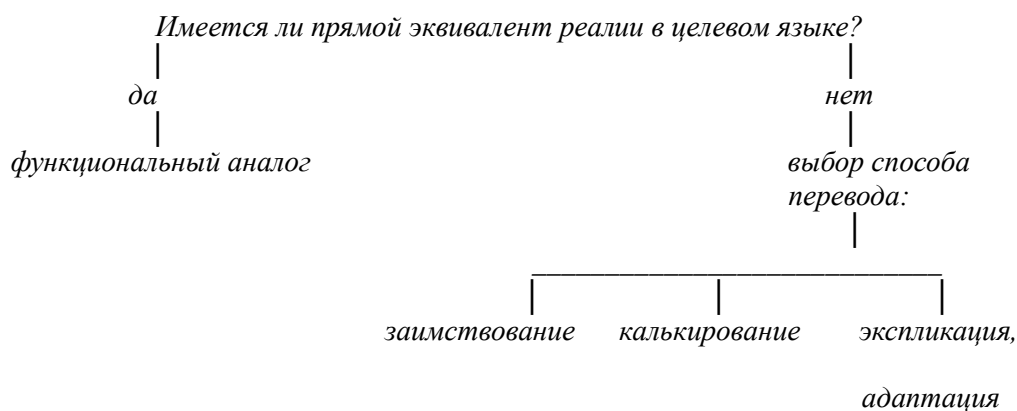 Имеется ли прямой эквивалент реалии в целевом языке?
да нет
функциональный аналог выбор способа
перевода:
заимствование калькирование экспликация,
адаптация